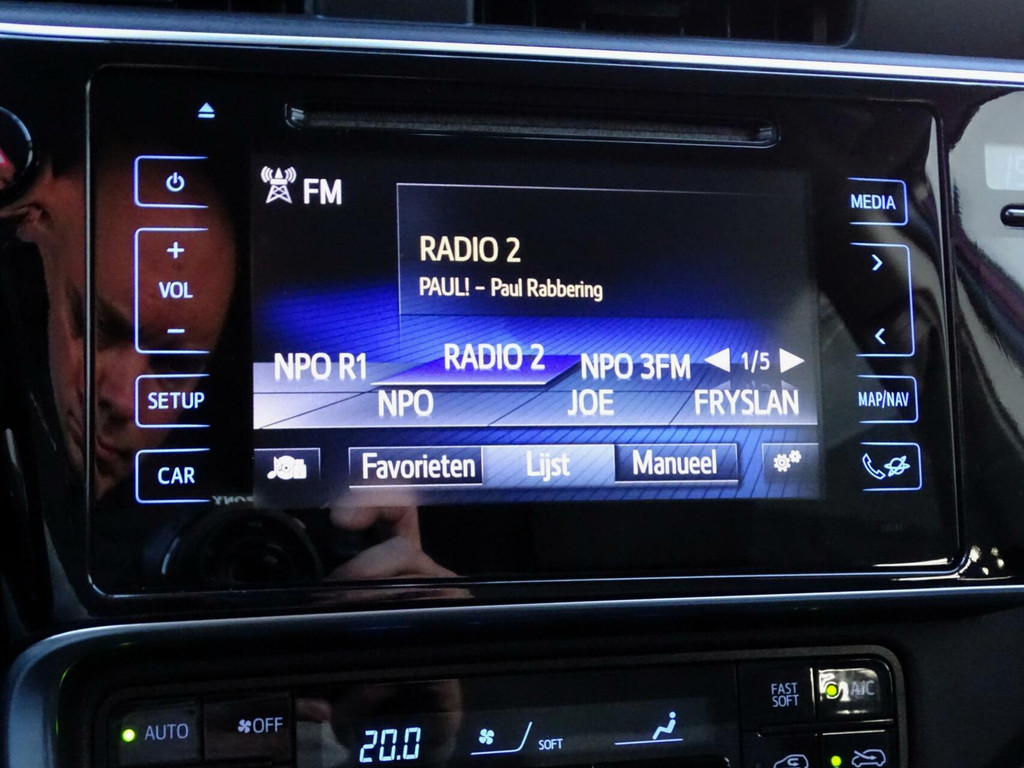 FM
MEDIA
RADIO 2
PAUL! – Paul Rabbering
+
VOL
−
NPO R1 RADIO 2 NPO 3FM 1/5
NPO JOE FRYSLAN
SETUP
MAP/NAV
Favorieten Lijst Manueel
CAR
FAST
SOFT
A/C
AUTO
OFF
20.0
SOFT